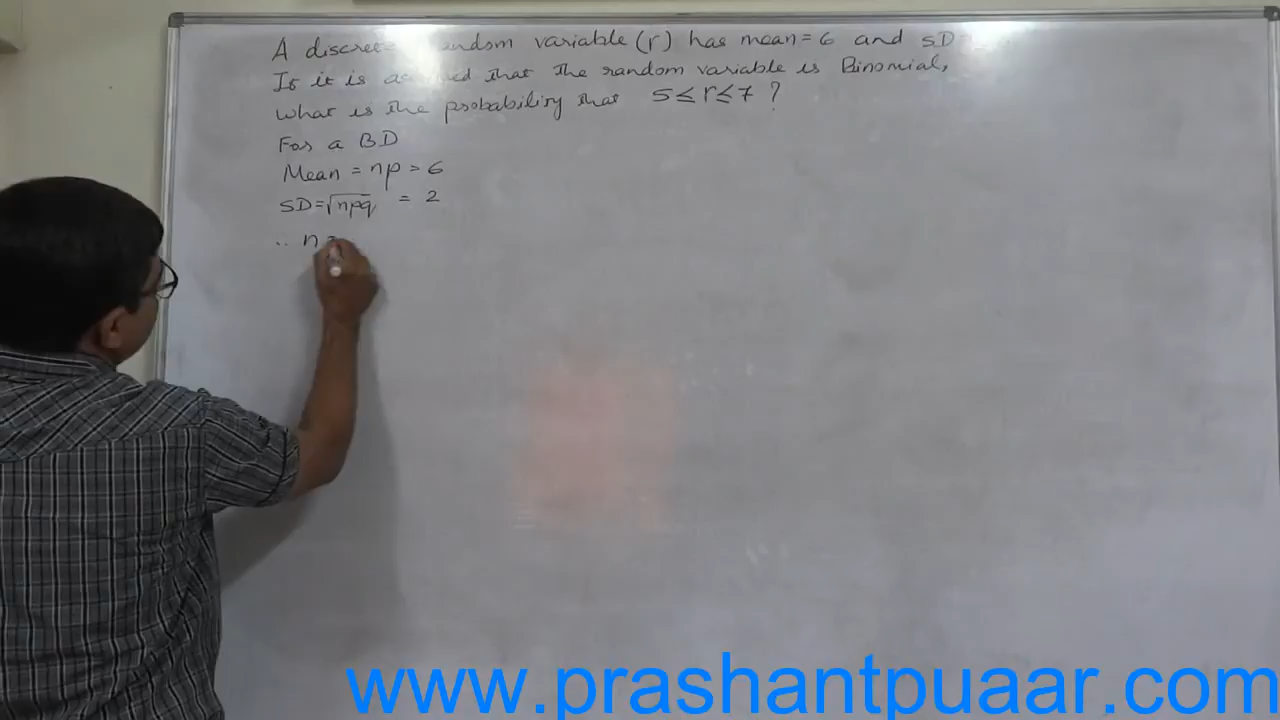 A discrete random variable (r) has mean = 6 and SD =
If it is that the random variable is Binomial,
What is the probability that 5 ≤ r ≤ 7 ?
For a BD
Mean = np = 6
SD = √npq = 2
∴ n =
www.prashantpuaar.com